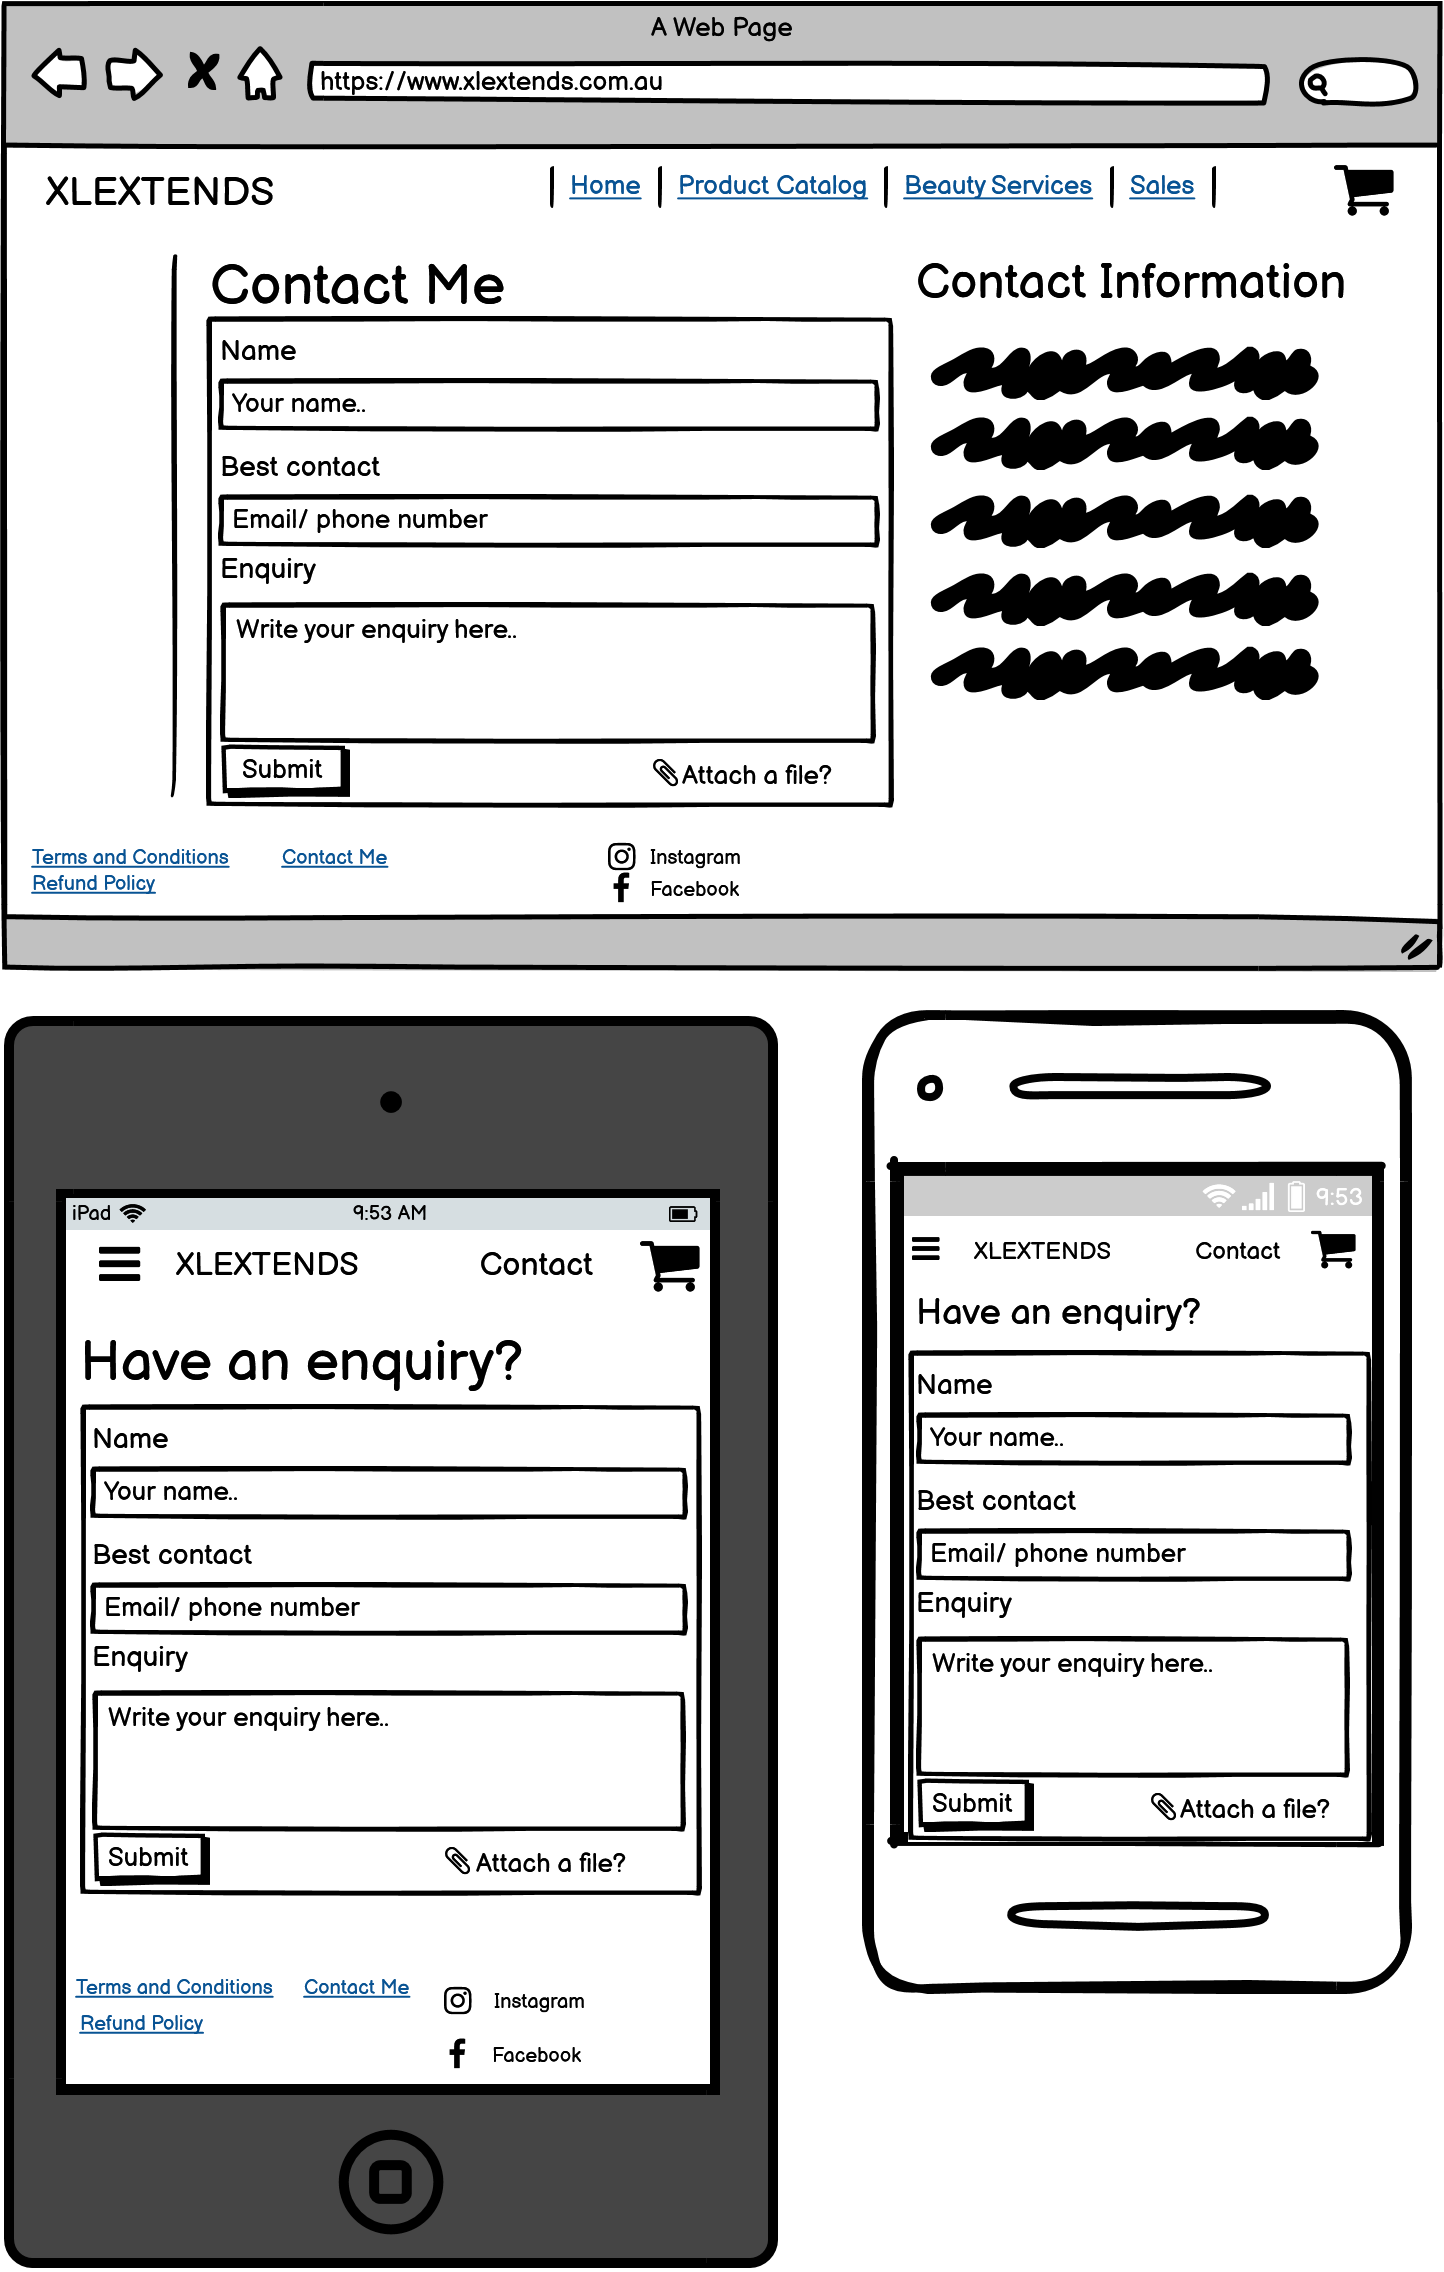 A Web Page
https://www.xlextends.com.au
XLEXTENDS
Home
Product Catalog
Beauty Services
Sales
Contact Me
Name
Your name..
Best contact
Email/ phone number
Enquiry
Write your enquiry here..
Submit
Attach a file?
Contact Information
Terms and Conditions
Refund Policy
Contact Me
Instagram
Facebook
iPad
9:53 AM
XLEXTENDS
Contact
Have an enquiry?
Name
Your name..
Best contact
Email/ phone number
Enquiry
Write your enquiry here..
Submit
Attach a file?
Terms and Conditions
Contact Me
Refund Policy
Instagram
Facebook
9:53
XLEXTENDS
Contact
Have an enquiry?
Name
Your name..
Best contact
Email/ phone number
Enquiry
Write your enquiry here..
Submit
Attach a file?